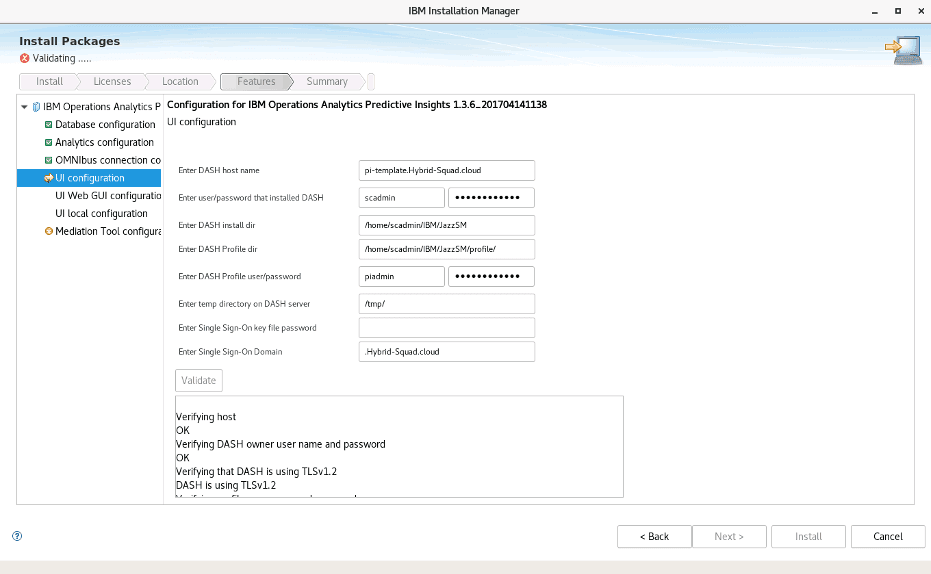 IBM Installation Manager
Install Packages
Validating .....
Install
Licenses
Location
Features
Summary
IBM Operations Analytics P
Database configuration
Analytics configuration
OMNIbus connection co
UI configuration
UI Web GUI configuratio
UI local configuration
Mediation Tool configura
Configuration for IBM Operations Analytics Predictive Insights 1.3.6_201704141138
UI configuration
Enter DASH host name
pi-template.Hybrid-Squad.cloud
Enter user/password that installed DASH
scadmin
••••••••••••
Enter DASH install dir
/home/scadmin/IBM/JazzSM
Enter DASH Profile dir
/home/scadmin/IBM/JazzSM/profile/
Enter DASH Profile user/password
piadmin
••••••••••••
Enter temp directory on DASH server
/tmp/
Enter Single Sign-On key file password
Enter Single Sign-On Domain
.Hybrid-Squad.cloud
Validate
Verifying host
OK
Verifying DASH owner user name and password
OK
Verifying that DASH is using TLSv1.2
DASH is using TLSv1.2
< Back
Next >
Install
Cancel